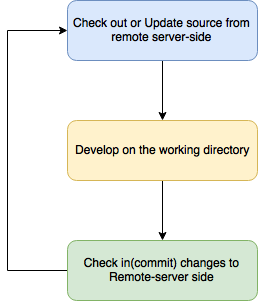 Check out or Update source from
remote server-side
Develop on the working directory
Check in(commit) changes to
Remote-server side